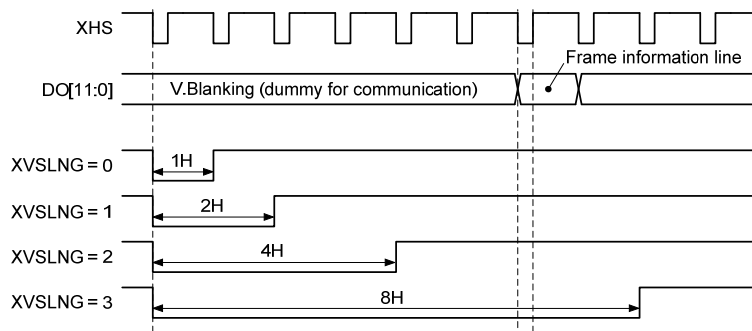 XHS
Frame information line
DO[11:0]
V.Blanking (dummy for communication)
XVSLNG = 0
1H
XVSLNG = 1
2H
XVSLNG = 2
4H
XVSLNG = 3
8H